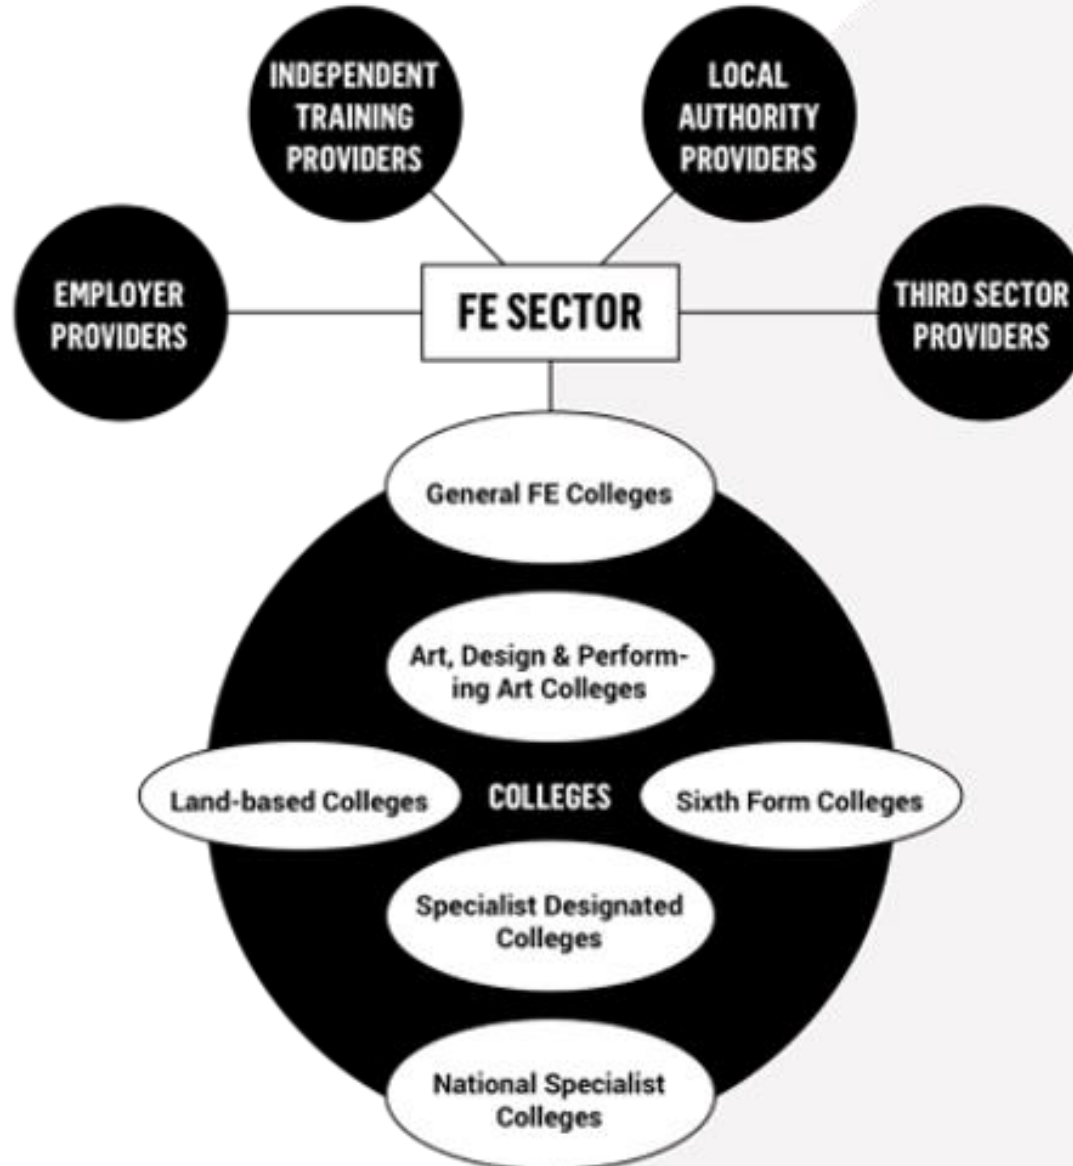 INDEPENDENT
TRAINING
PROVIDERS
LOCAL
AUTHORITY
PROVIDERS
EMPLOYER
PROVIDERS
FE SECTOR
THIRD SECTOR
PROVIDERS
General FE Colleges
Art, Design & Perform-
ing Art Colleges
Land-based Colleges
COLLEGES
Sixth Form Colleges
Specialist Designated
Colleges
National Specialist
Colleges